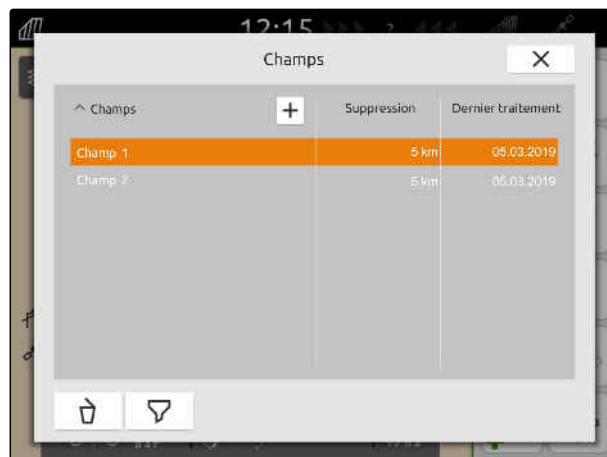 12:15
Champs
Champs Suppression Dernier traitement
Champ 1 5 km 05.03.2019
Champ 2 5 km 05.03.2019